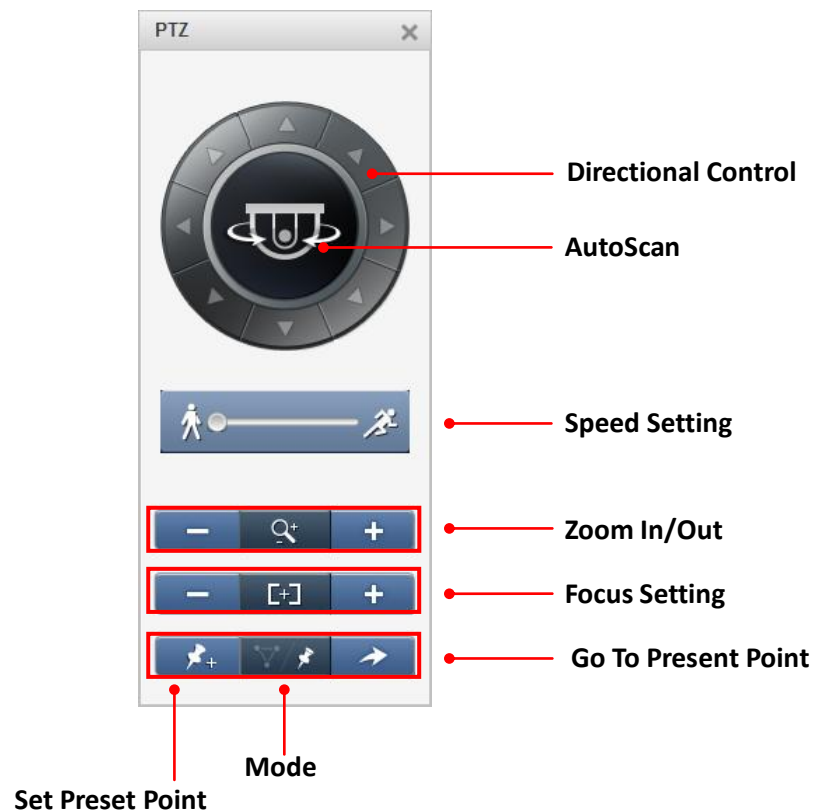 PTZ
Directional Control
AutoScan
Speed Setting
Zoom In/Out
Focus Setting
Go To Present Point
Mode
Set Preset Point